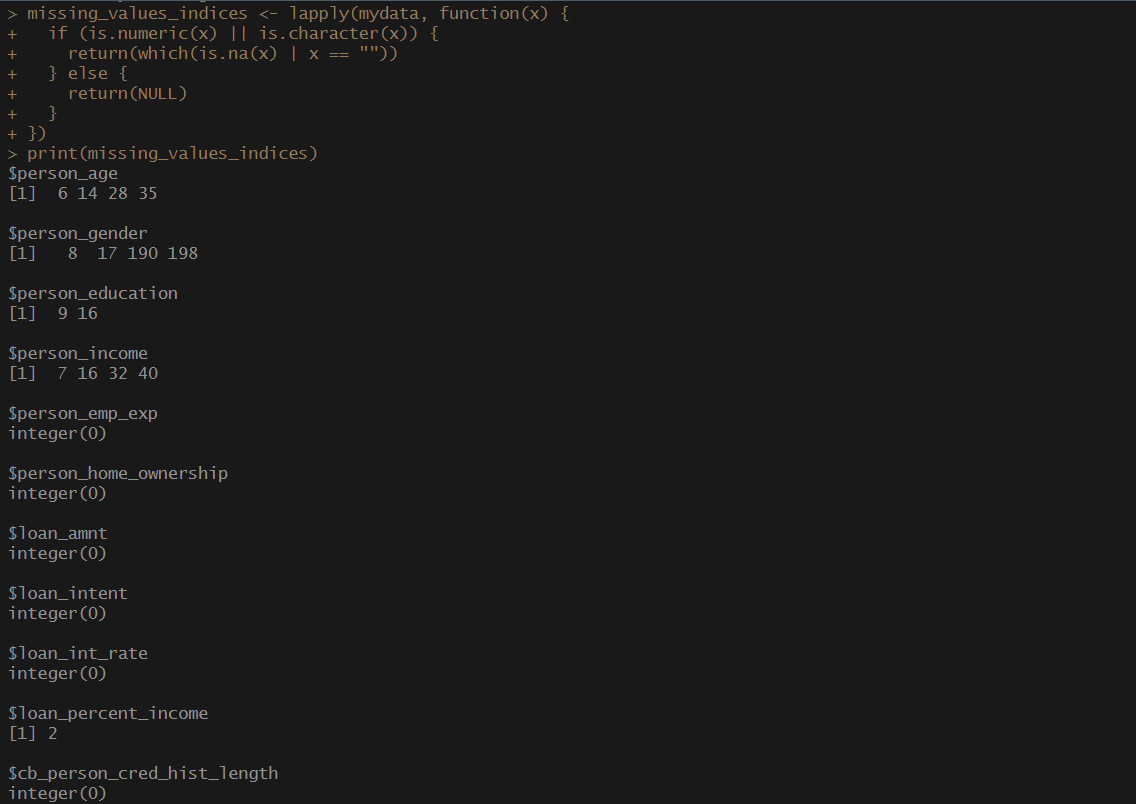 > missing_values_indices <- lapply(mydata, function(x) {
+   if (is.numeric(x) || is.character(x)) {
+     return(which(is.na(x) | x == ""))
+   } else {
+     return(NULL)
+   }
+ })
> print(missing_values_indices)
$person_age
[1]  6 14 28 35

$person_gender
[1]   8  17 190 198

$person_education
[1]  9 16

$person_income
[1]  7 16 32 40

$person_emp_exp
integer(0)

$person_home_ownership
integer(0)

$loan_amnt
integer(0)

$loan_intent
integer(0)

$loan_int_rate
integer(0)

$loan_percent_income
[1] 2

$cb_person_cred_hist_length
integer(0)